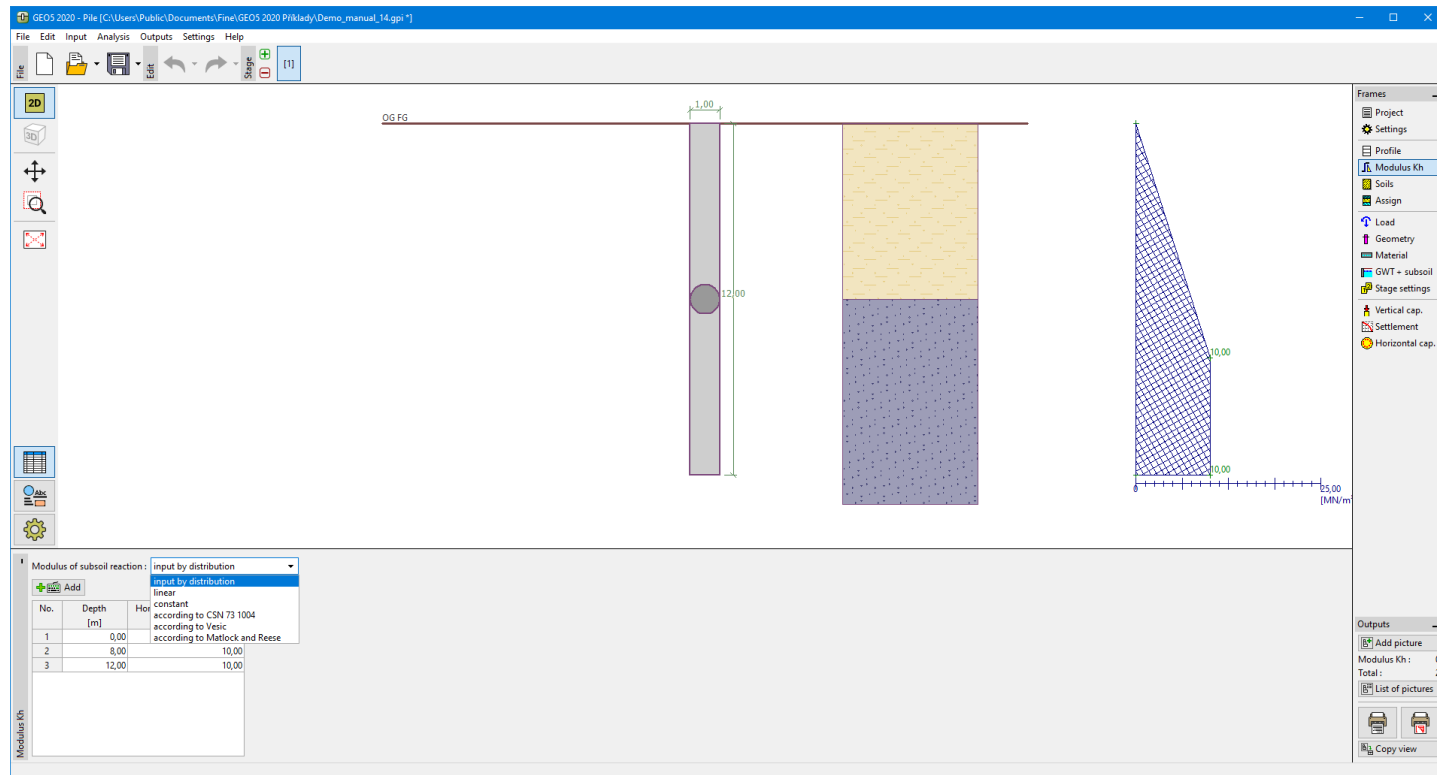 GEO5 2020 - Pile [C:\Users\Public\Documents\Fine\GEO5 2020 Příklady\Demo_manual_14.gpi *]
File Edit Input Analysis Outputs Settings Help
File
Edit
Stage
[1]
2D
3D
Abc
OG FG
1,00
12,00
10,00
10,00
0
25,00
[MN/m
Frames
Project
Settings
Profile
Modulus Kh
Soils
Assign
Load
Geometry
Material
GWT + subsoil
Stage settings
Vertical cap.
Settlement
Horizontal cap.
Modulus of subsoil reaction : input by distribution
input by distribution
linear
constant
according to CSN 73 1004
according to Vesic
according to Matlock and Reese
Add
No. Depth Hor
[m]
1 0,00
2 8,00 10,00
3 12,00 10,00
Modulus Kh
Outputs
Add picture
Modulus Kh :
Total :
List of pictures
Copy view